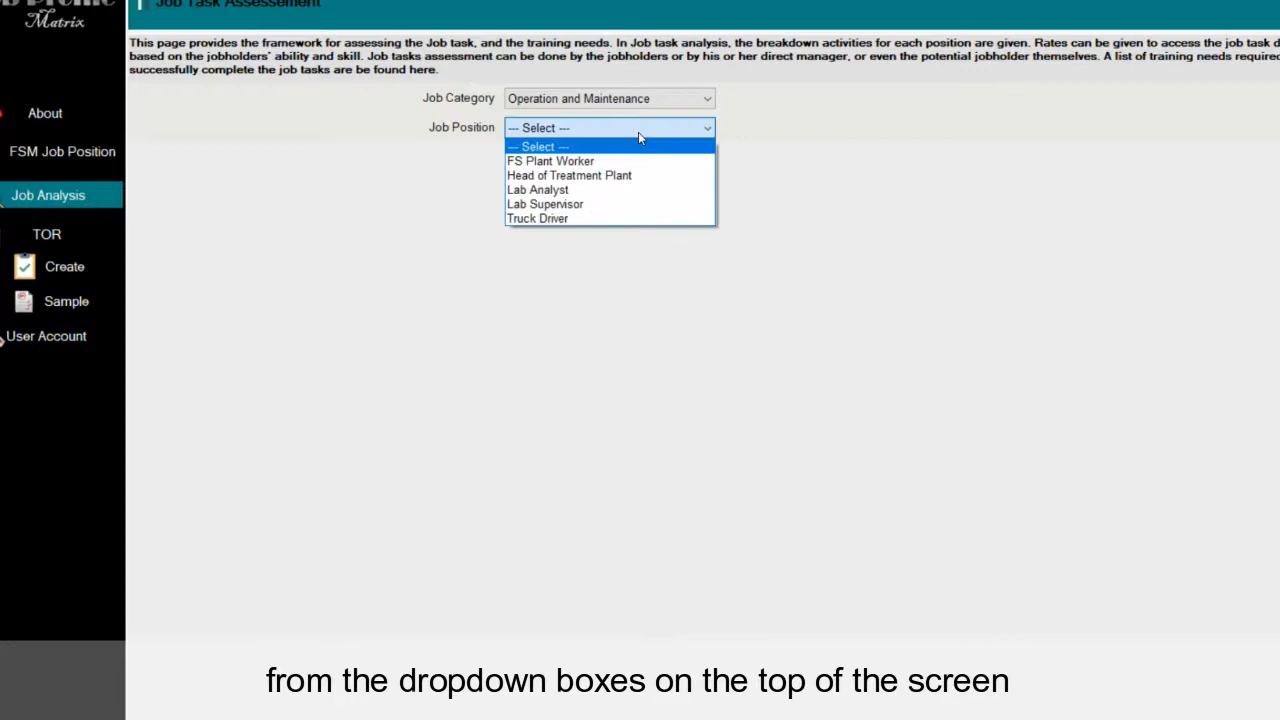 Matrix
Job Task Assessment
This page provides the framework for assessing the Job task, and the training needs. In Job task analysis, the breakdown activities for each position are given. Rates can be given to access the job task
based on the jobholders' ability and skill. Job tasks assessment can be done by the jobholders or by his or her direct manager, or even the potential jobholder themselves. A list of training needs
successfully complete the job tasks are be found here.
Job Category Operation and Maintenance
Job Position --- Select ---
--- Select ---
FS Plant Worker
Head of Treatment Plant
Lab Analyst
Lab Supervisor
Truck Driver
About
FSM Job Position
Job Analysis
TOR
Create
Sample
User Account
from the dropdown boxes on the top of the screen